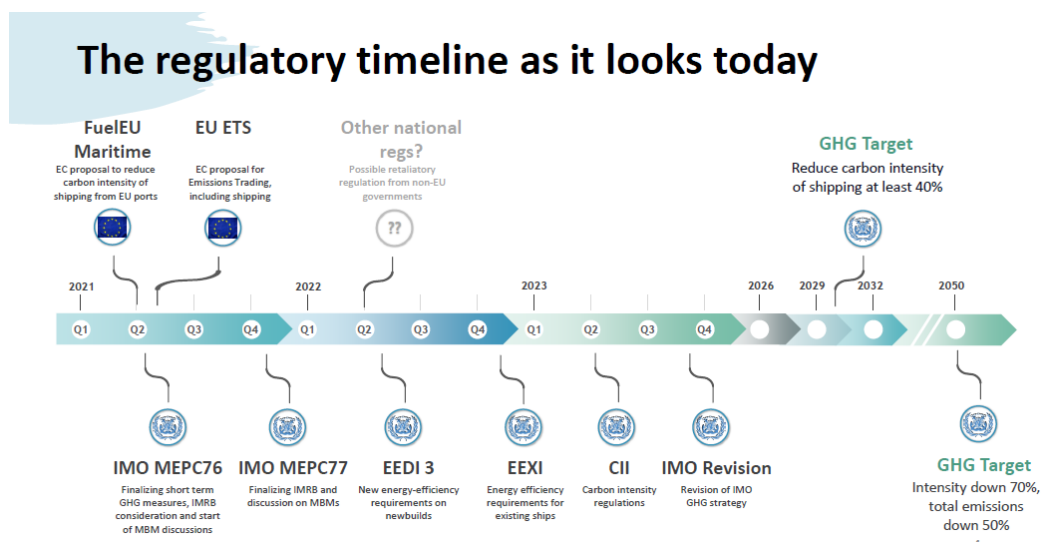 The regulatory timeline as it looks today
FuelEU
Maritime
EC proposal to reduce
carbon intensity of
shipping from EU ports
EU ETS
EC proposal for
Emissions Trading,
including shipping
Other national
regs?
Possible retaliatory
regulation from non-EU
governments
??
GHG Target
Reduce carbon intensity
of shipping at least 40%
2021
2022
2023
2026
2029
2032
2050
Q1
Q2
Q3
Q4
Q1
Q2
Q3
Q4
Q1
Q2
Q3
Q4
IMO MEPC76
Finalizing short term
GHG measures, IMRB
consideration and start
of MBM discussions
IMO MEPC77
Finalizing IMRB and
discussion on MBMs
EEDI 3
New energy-efficiency
requirements on
newbuilds
EEXI
Energy efficiency
requirements for
existing ships
CII
Carbon intensity
regulations
IMO Revision
Revision of IMO
GHG strategy
GHG Target
Intensity down 70%,
total emissions
down 50%